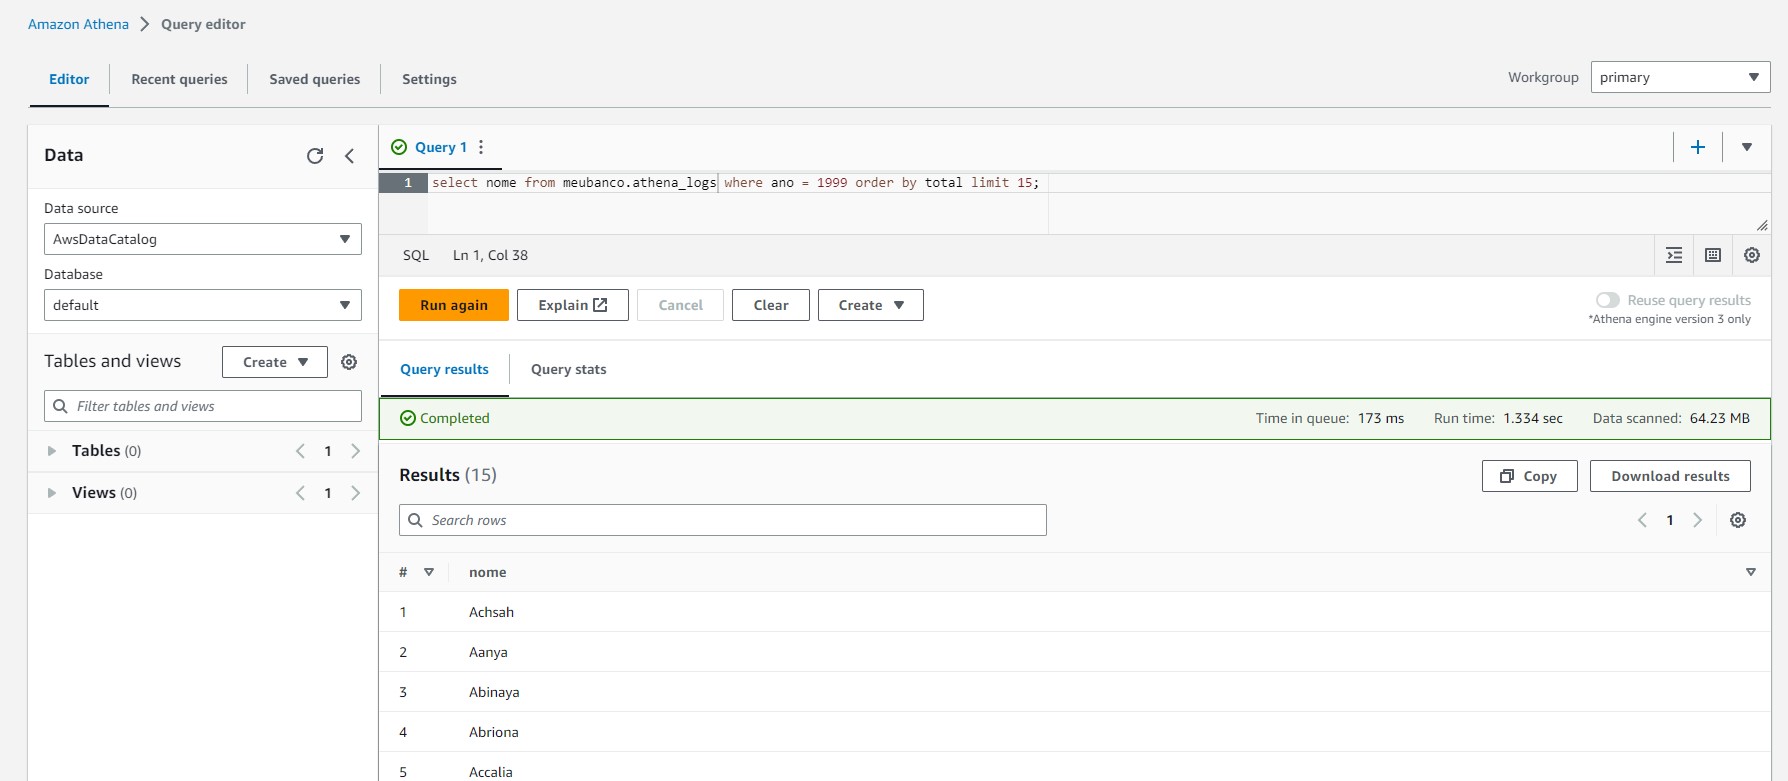 Amazon Athena > Query editor
Editor Recent queries Saved queries Settings
Workgroup primary
Data
Data source
AwsDataCatalog
Database
default
Tables and views Create
Filter tables and views
Tables (0) 1
Views (0) 1
Query 1
1 select nome from meubanco.athena_logs where ano = 1999 order by total limit 15;
SQL Ln 1, Col 38
Run again Explain Cancel Clear Create
Reuse query results
*Athena engine version 3 only
Query results Query stats
Completed Time in queue: 173 ms Run time: 1.334 sec Data scanned: 64.23 MB
Results (15) Copy Download results
Search rows 1
# nome
1 Achsah
2 Aanya
3 Abinaya
4 Abriona
5 Accalia